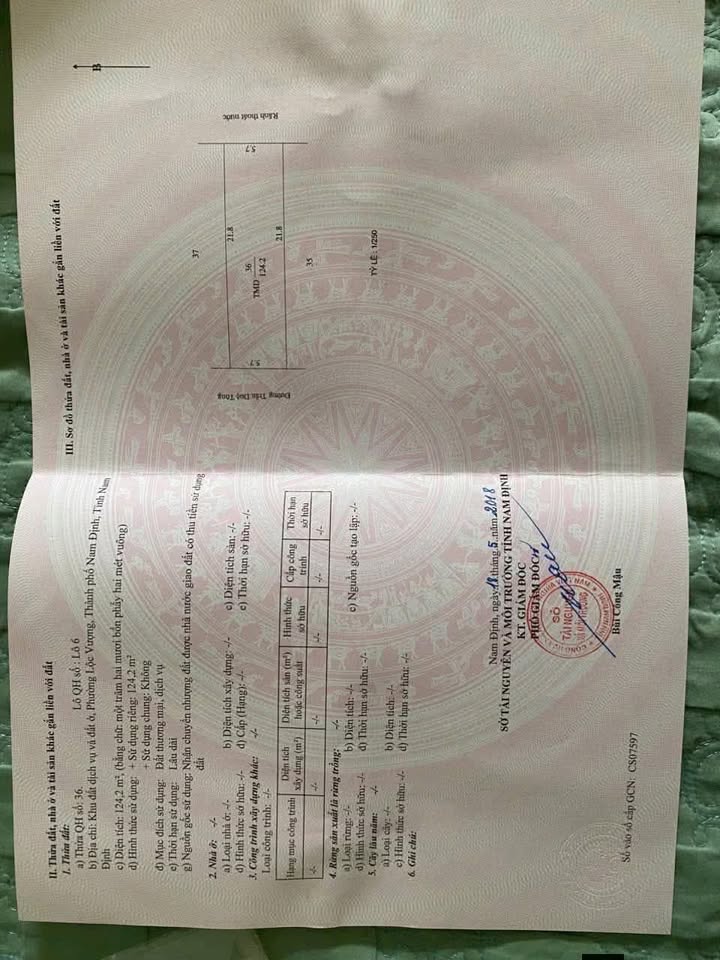 II. Thửa đất, nhà ở và tài sản khác gắn liền với đất
1. Thửa đất:
a) Thửa QH số: 36. Lô QH số : Lô 6
b) Địa chỉ: Khu đất dịch vụ và đất ở, Phường Lộc Vượng, Thành phố Nam Định, Tỉnh Nam
Định
c) Diện tích: 124,2 m², (bằng chữ: một trăm hai mươi bốn phẩy hai mét vuông)
d) Hình thức sử dụng: + Sử dụng riêng: 124,2 m²
+ Sử dụng chung: Không
đ) Mục đích sử dụng: Đất thương mại, dịch vụ
e) Thời hạn sử dụng: Lâu dài
g) Nguồn gốc sử dụng: Nhận chuyển nhượng đất được nhà nước giao đất có thu tiền sử dụng
đất
2. Nhà ở: -/-
a) Loại nhà ở: -/- b) Diện tích xây dựng: -/- c) Diện tích sàn: -/-
d) Hình thức sở hữu: -/- d) Cấp (Hạng): -/- e) Thời hạn sở hữu: -/-
3. Công trình xây dựng khác: -/-
Loại công trình: -/-
Hạng mục công trình Diện tích xây dựng (m²) Diện tích sàn (m²) hoặc công suất Hình thức sở hữu Cấp công trình Thời hạn sở hữu
-/- -/- -/- -/- -/- -/-
4. Rừng sản xuất là rừng trồng: -/-
a) Loại rừng: -/- b) Diện tích: -/- c) Nguồn gốc tạo lập: -/-
d) Hình thức sở hữu: -/- đ) Thời hạn sở hữu: -/-
5. Cây lâu năm: -/-
a) Loại cây: -/- b) Diện tích: -/-
c) Hình thức sở hữu: -/- d) Thời hạn sở hữu: -/-
6. Ghi chú:
Nam Định, ngày 18 tháng 5 năm 2018
SỞ TÀI NGUYÊN VÀ MÔI TRƯỜNG TỈNH NAM ĐỊNH
KT. GIÁM ĐỐC
PHÓ GIÁM ĐỐC
SỞ
TÀI NGUYÊN
VÀ MÔI TRƯỜNG
Bùi Công Mậu
Số vào sổ cấp GCN: CS07597
III. Sơ đồ thửa đất, nhà ở và tài sản khác gắn liền với đất
B
37
21.8
Đường Trần Duệ Tông
5.7
36
TMD
124.2
5.7
Rãnh thoát nước
21.8
35
TỶ LỆ : 1/250